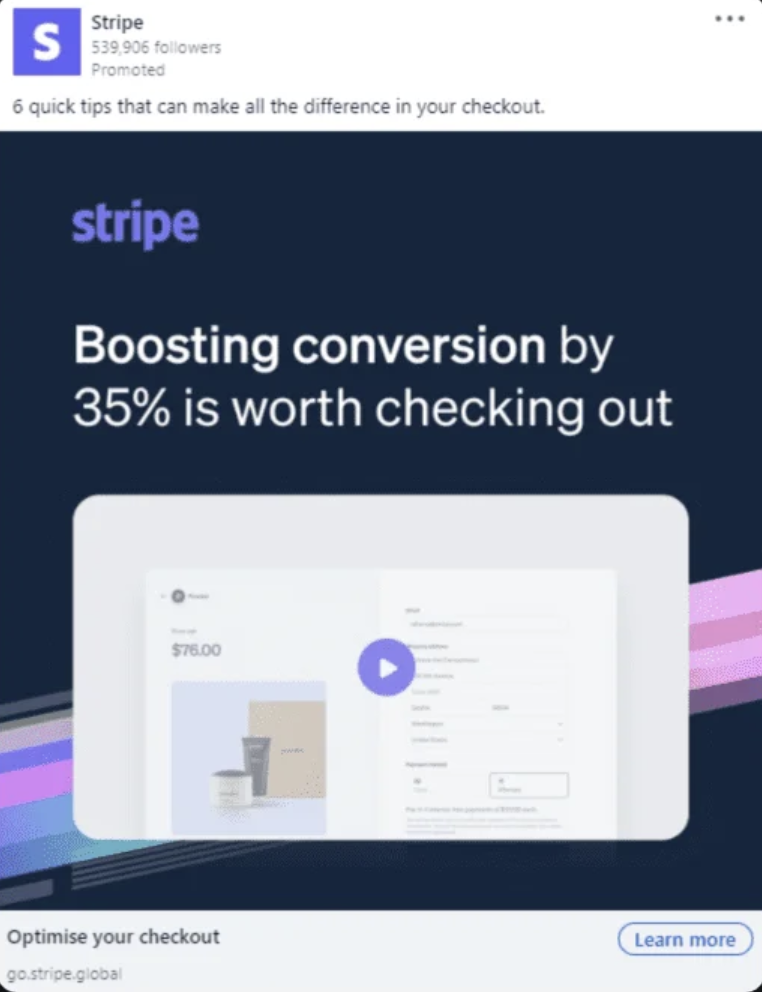 S
Stripe
539,906 followers
Promoted
6 quick tips that can make all the difference in your checkout.
stripe
Boosting conversion by
35% is worth checking out
$76.00
Optimise your checkout
Learn more
go.stripe.global